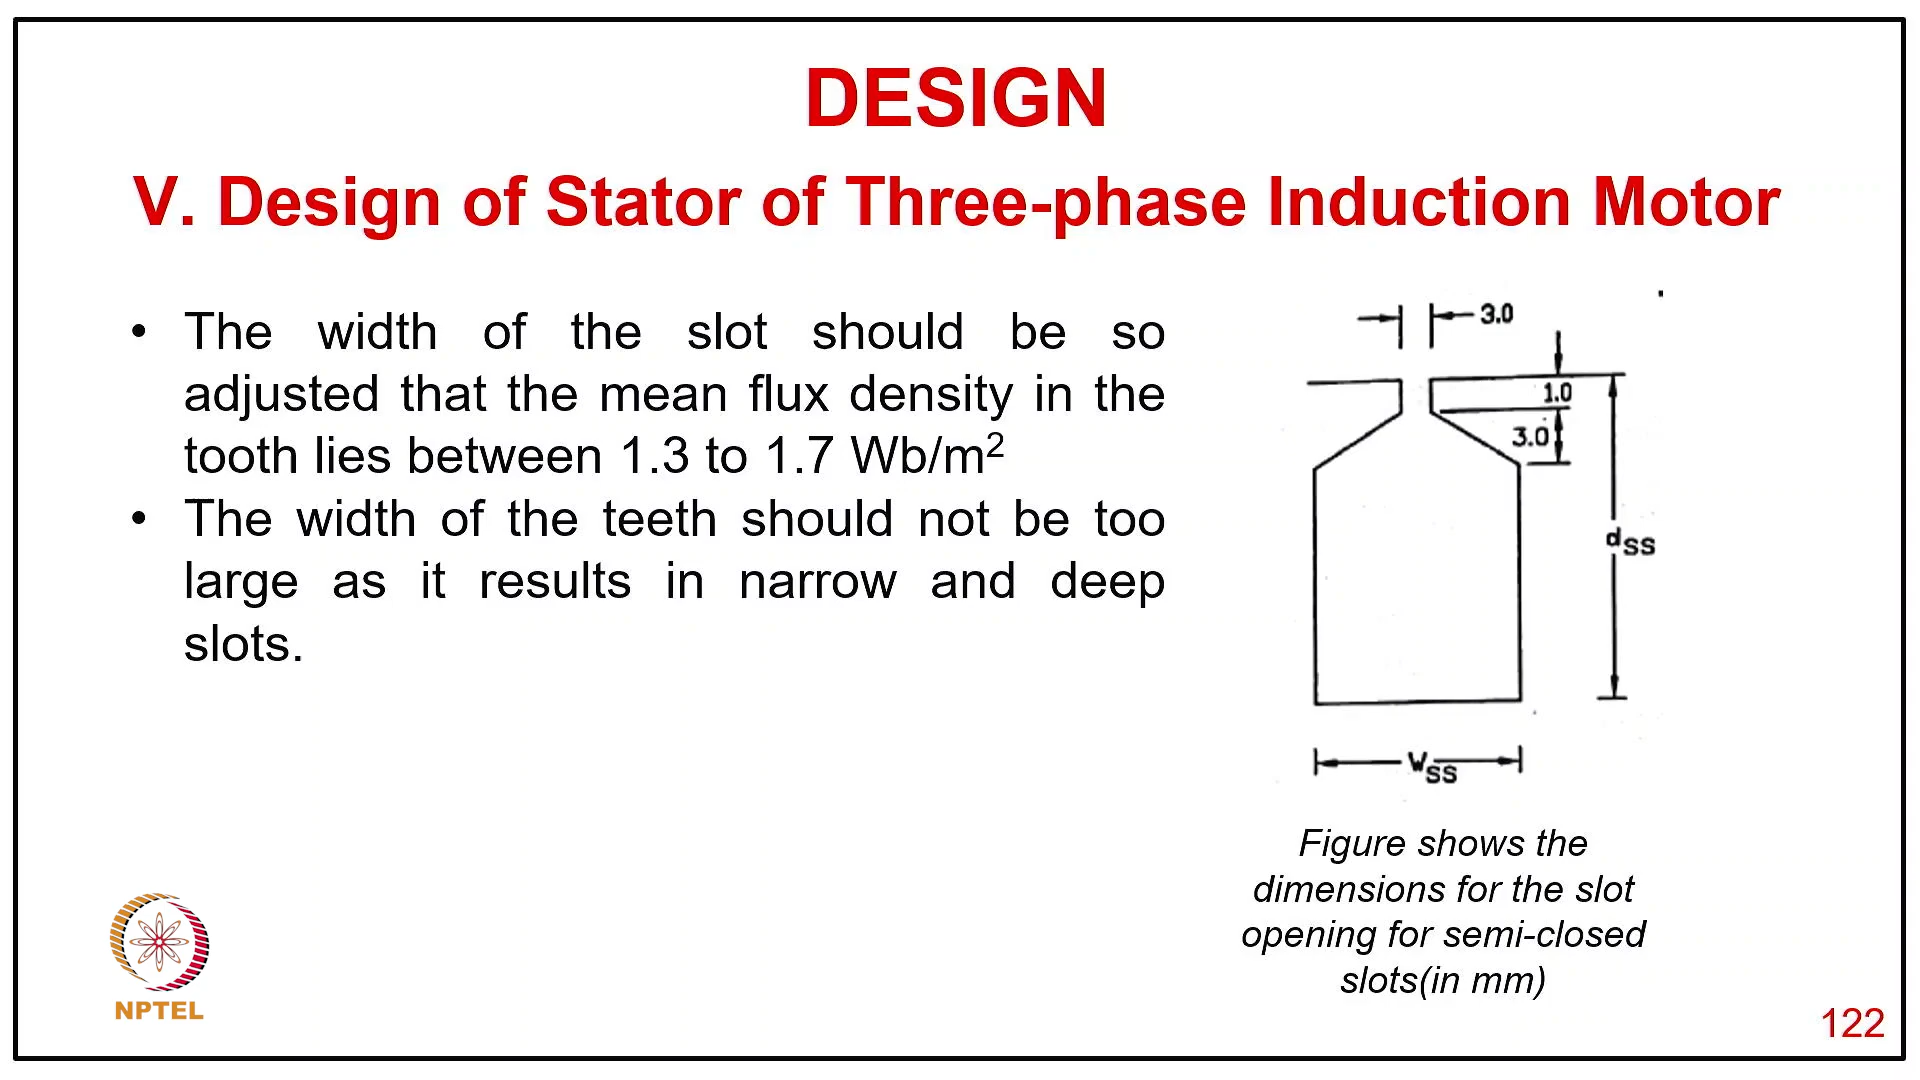 DESIGN
V. Design of Stator of Three-phase Induction Motor
• The width of the slot should be so
adjusted that the mean flux density in the
tooth lies between 1.3 to 1.7 Wb/m²
• The width of the teeth should not be too
large as it results in narrow and deep
slots.
3.0
1.0
3.0
dss
Wss
Figure shows the
dimensions for the slot
opening for semi-closed
slots(in mm)
NPTEL
122